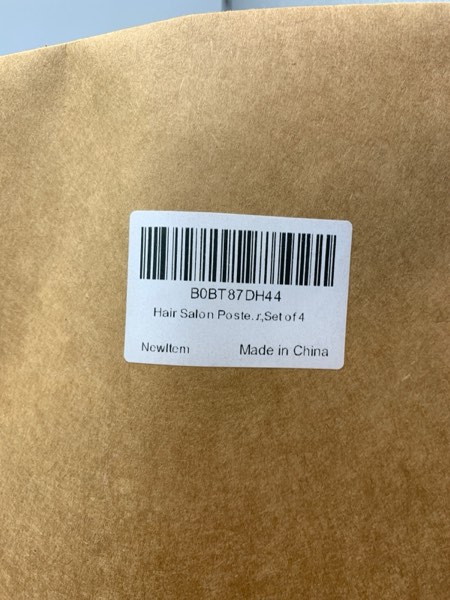 B0BT87DH44
Hair Salon Poste..r,Set of 4
NewItem
Made in China